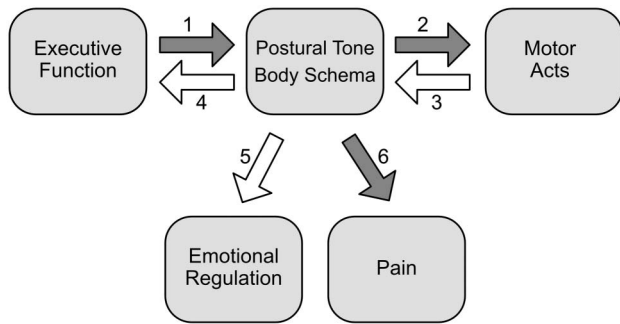 Executive
Function
1
4
Postural Tone
Body Schema
2
3
Motor
Acts
5
6
Emotional
Regulation
Pain